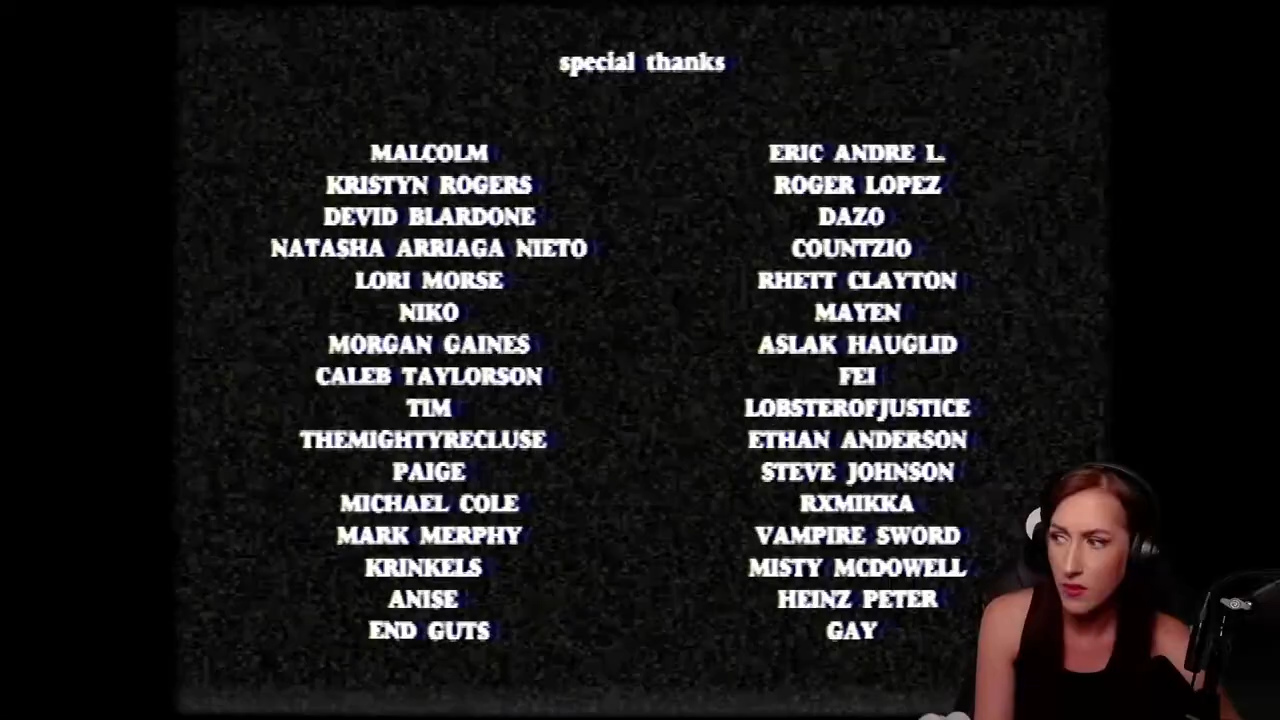 special thanks
MALCOLM
KRISTYN ROGERS
DEVID BLARDONE
NATASHA ARRIAGA NIETO
LORI MORSE
NIKO
MORGAN GAINES
CALEB TAYLORSON
TIM
THEMIGHTYRECLUSE
PAIGE
MICHAEL COLE
MARK MERPHY
KRINKELS
ANISE
END GUTS
ERIC ANDRE L.
ROGER LOPEZ
DAZO
COUNTZIO
RHETT CLAYTON
MAYEN
ASLAK HAUGLID
FEI
LOBSTEROFJUSTICE
ETHAN ANDERSON
STEVE JOHNSON
RXMIKKA
VAMPIRE SWORD
MISTY MCDOWELL
HEINZ PETER
GAY